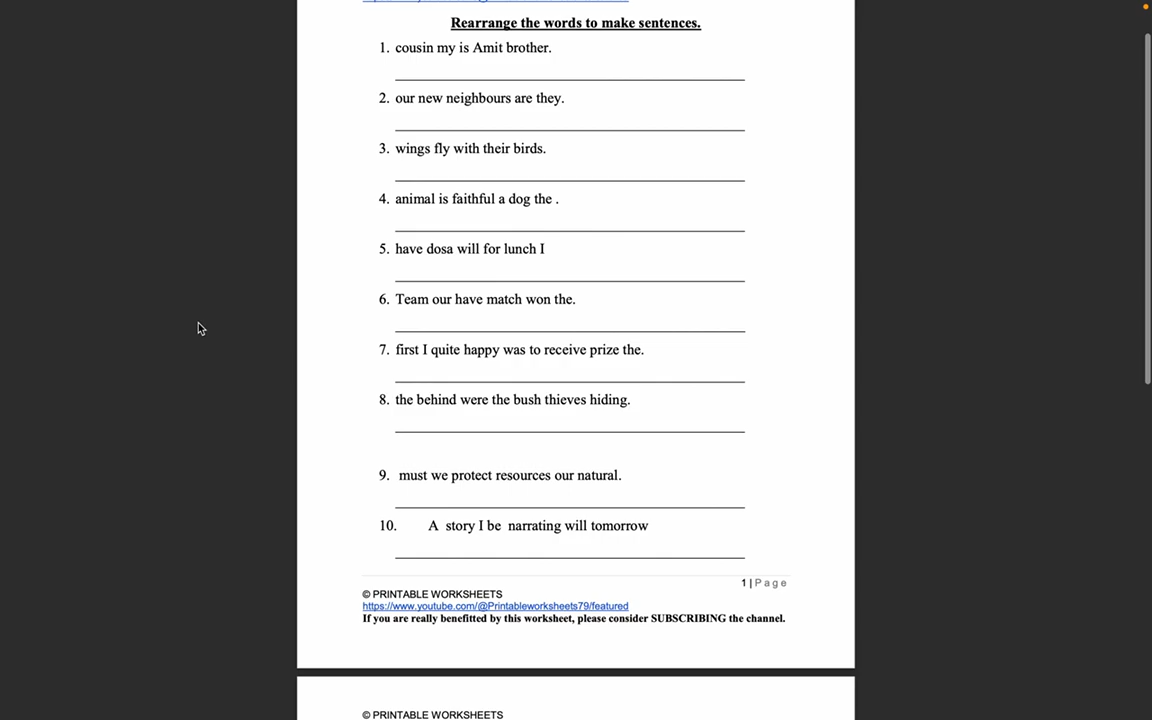 Rearrange the words to make sentences.
1. cousin my is Amit brother.
2. our new neighbours are they.
3. wings fly with their birds.
4. animal is faithful a dog the .
5. have dosa will for lunch I
6. Team our have match won the.
7. first I quite happy was to receive prize the.
8. the behind were the bush thieves hiding.
9. must we protect resources our natural.
10. A story I be narrating will tomorrow
1 | Page
© PRINTABLE WORKSHEETS
https://www.youtube.com/@Printableworksheets79/featured
If you are really benefitted by this worksheet, please consider SUBSCRIBING the channel.
© PRINTABLE WORKSHEETS